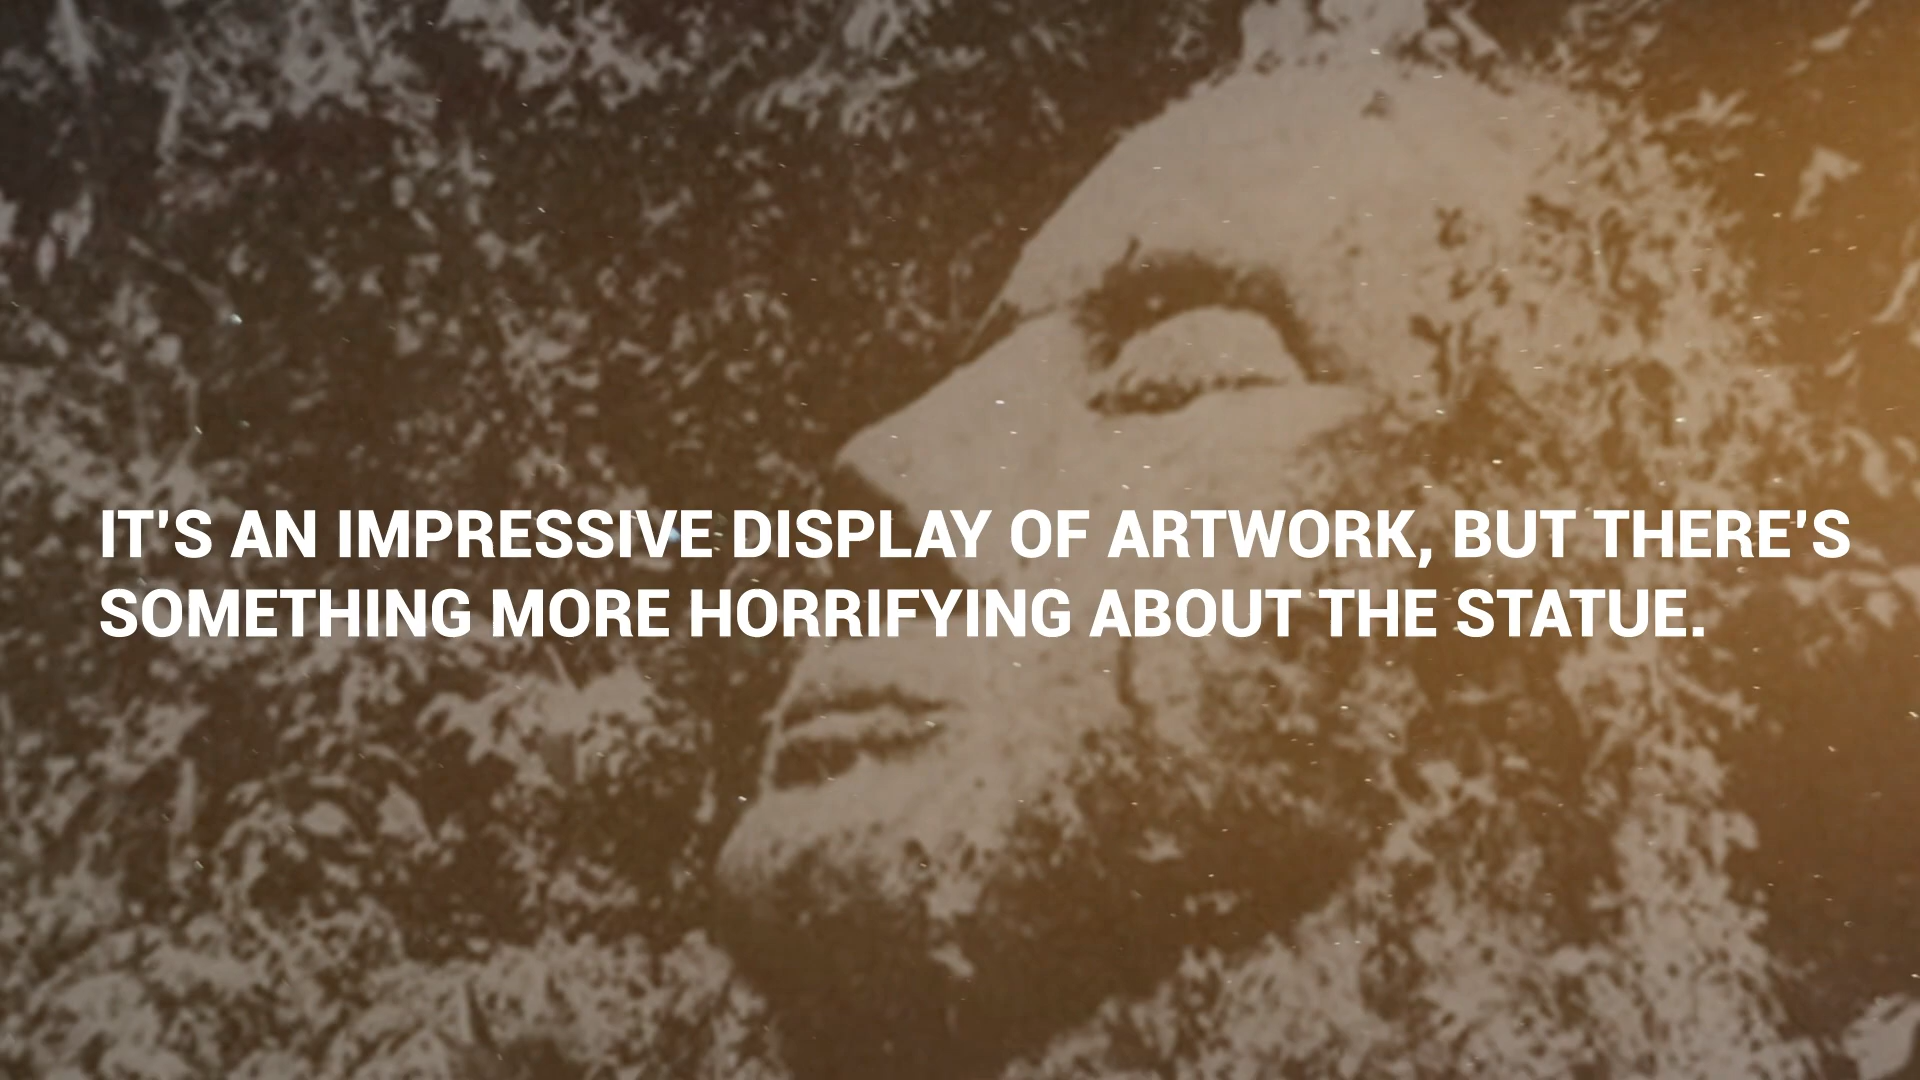 IT'S AN IMPRESSIVE DISPLAY OF ARTWORK, BUT THERE'S
SOMETHING MORE HORRIFYING ABOUT THE STATUE.